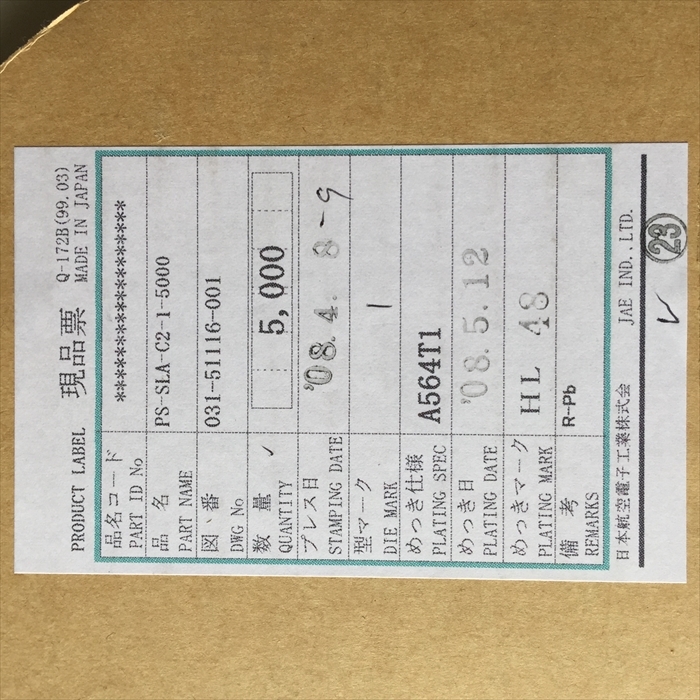 PRODUCT LABEL 現品票 Q-172B(99.03)
MADE IN JAPAN
品名コード
PART ID No
********************
品 名
PART NAME
PS-SLA-C2-1-5000
図、番
DWG No
031-51116-001
数 量
QUANTITY
5,000
プレス日
STAMPING DATE
'08.4.8-9
型マーク
DIE MARK
1
めっき仕様
PLATING SPEC
A564T1
めっき日
PLATING DATE
'08.5.12
めっきマーク
PLATING MARK
HL 48
備 考
REMARKS
R-Pb
日本航空電子工業株式会 JAE IND.,LTD.
23